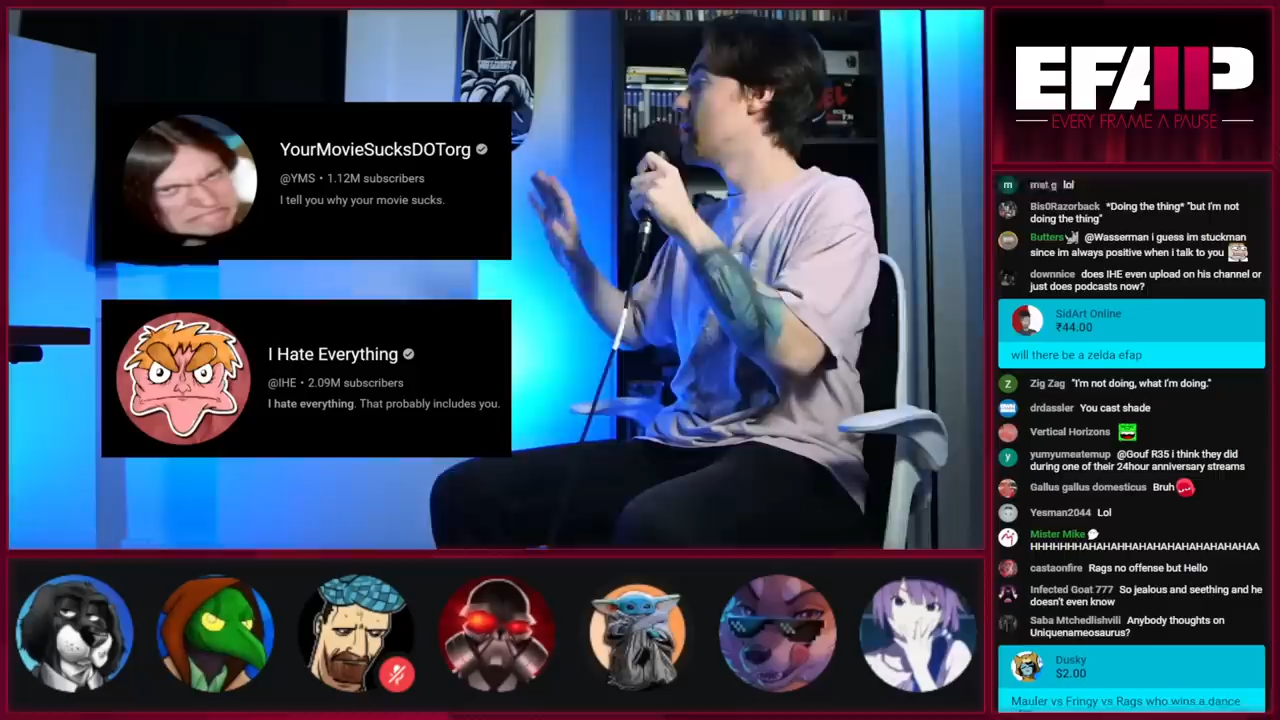 YourMovieSucksDOTorg
@YMS • 1.12M subscribers
I tell you why your movie sucks.
I Hate Everything
@IHE • 2.09M subscribers
I hate everything. That probably includes you.
EFAP
EVERY FRAME A PAUSE
lol
Bis0Razorback *Doing the thing* "but I'm not
doing the thing"
Butters @Wasserman i guess im stuckman
since im always positive when i talk to you
downnice does IHE even upload on his channel or
just does podcasts now?
SidArt Online
₹44.00
will there be a zelda efap
Zig Zag "I'm not doing, what I'm doing."
drdassler You cast shade
Vertical Horizons
yumyumeatemup @Gouf R35 i think they did
during one of their 24hour anniversary streams
Gallus gallus domesticus Bruh
Yesman2044 Lol
Mister Mike
HHHHHHHAHAHAHHAHAHAHAHAHAHAHAHAA
castaonfire Rags no offense but Hello
Infected Goat 777 So jealous and seething and he
doesn't even know
Saba Mtchedlishvili Anybody thoughts on
Uniquenameosaurus?
Dusky
$2.00
Mauler vs Fringy vs Rags who wins a dance